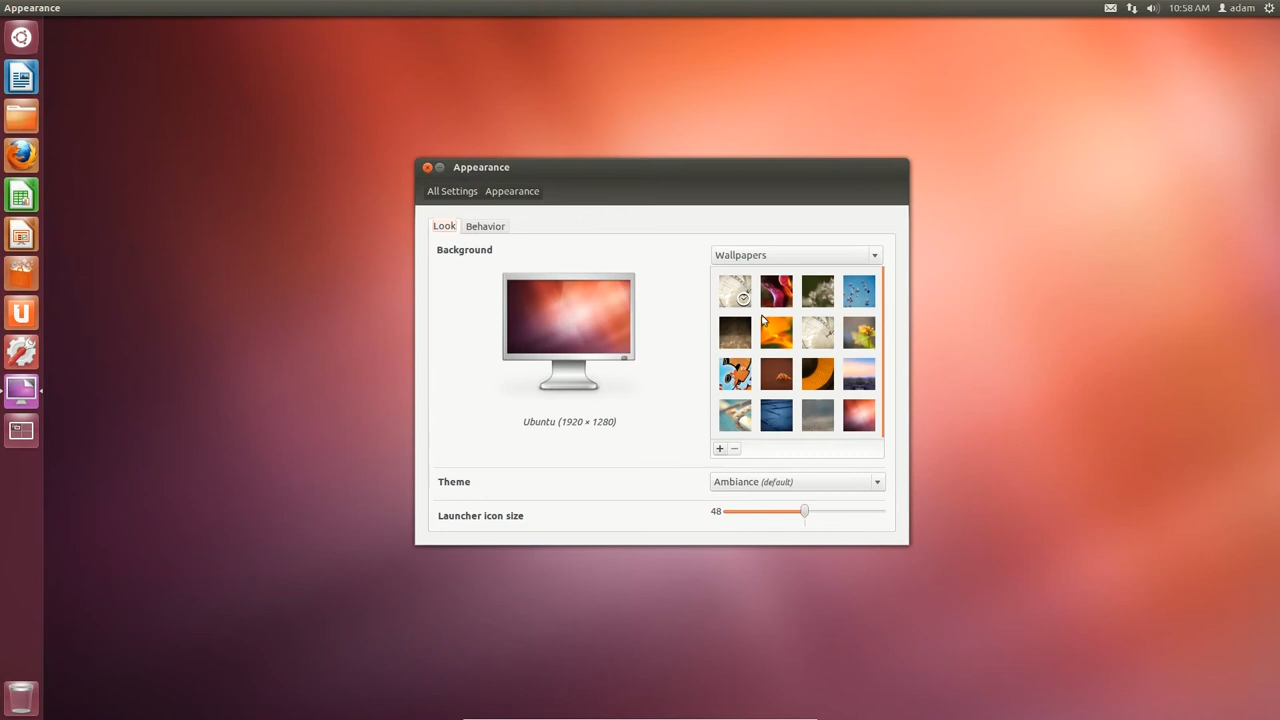 Appearance
10:58 AM
adam
Appearance
All Settings
Appearance
Look
Behavior
Background
Wallpapers
Ubuntu (1920 × 1280)
Theme
Ambiance (default)
Launcher icon size
48